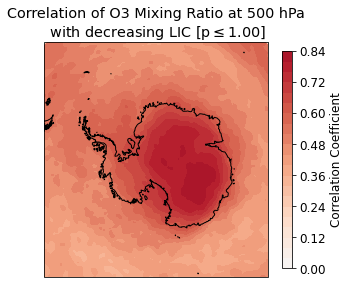 Correlation of O3 Mixing Ratio at 500 hPa
with decreasing LIC [p ≤ 1.00]
0.84
0.72
0.60
0.48
0.36
0.24
0.12
0.00
Correlation Coefficient